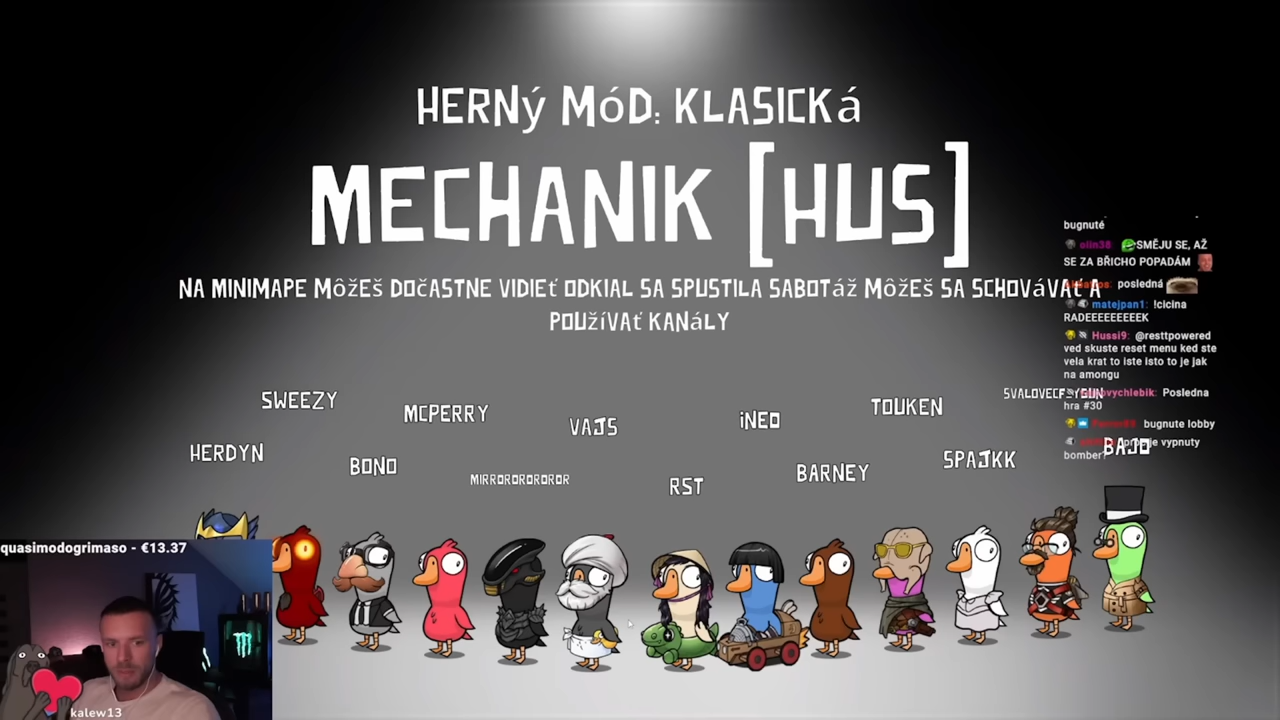 HERNÝ MÓD: KLASICKÁ
MECHANIK [HUS]
NA MINIMAPE MÔŽEŠ DOČASTNE VIDIEŤ ODKIAL SA SPUSTILA SABOTÁŽ MÔŽEŠ SA SCHOVÁVAŤ A
POUŽÍVAŤ KANÁLY
SWEEZY
MCPERRY
VAJS
iNEO
TOUKEN
HERDYN
BONO
MIRRORORORORO
RST
BARNEY
SPAJKK
BAJO
bugnuté
olin38: SMĚJU SE, AŽ
SE ZA BŘICHO POPADÁM
posledná
matejpan1: !cicina
RADEEEEEEEEK
Hussi9: @resttpowered
ved skuste reset menu ked ste
vela krat to iste isto to je jak
na amongu
Posledna
hra #30
bugnute lobby
vypnuty
bomber?
quasimodogrimaso - €13.37
kalew13